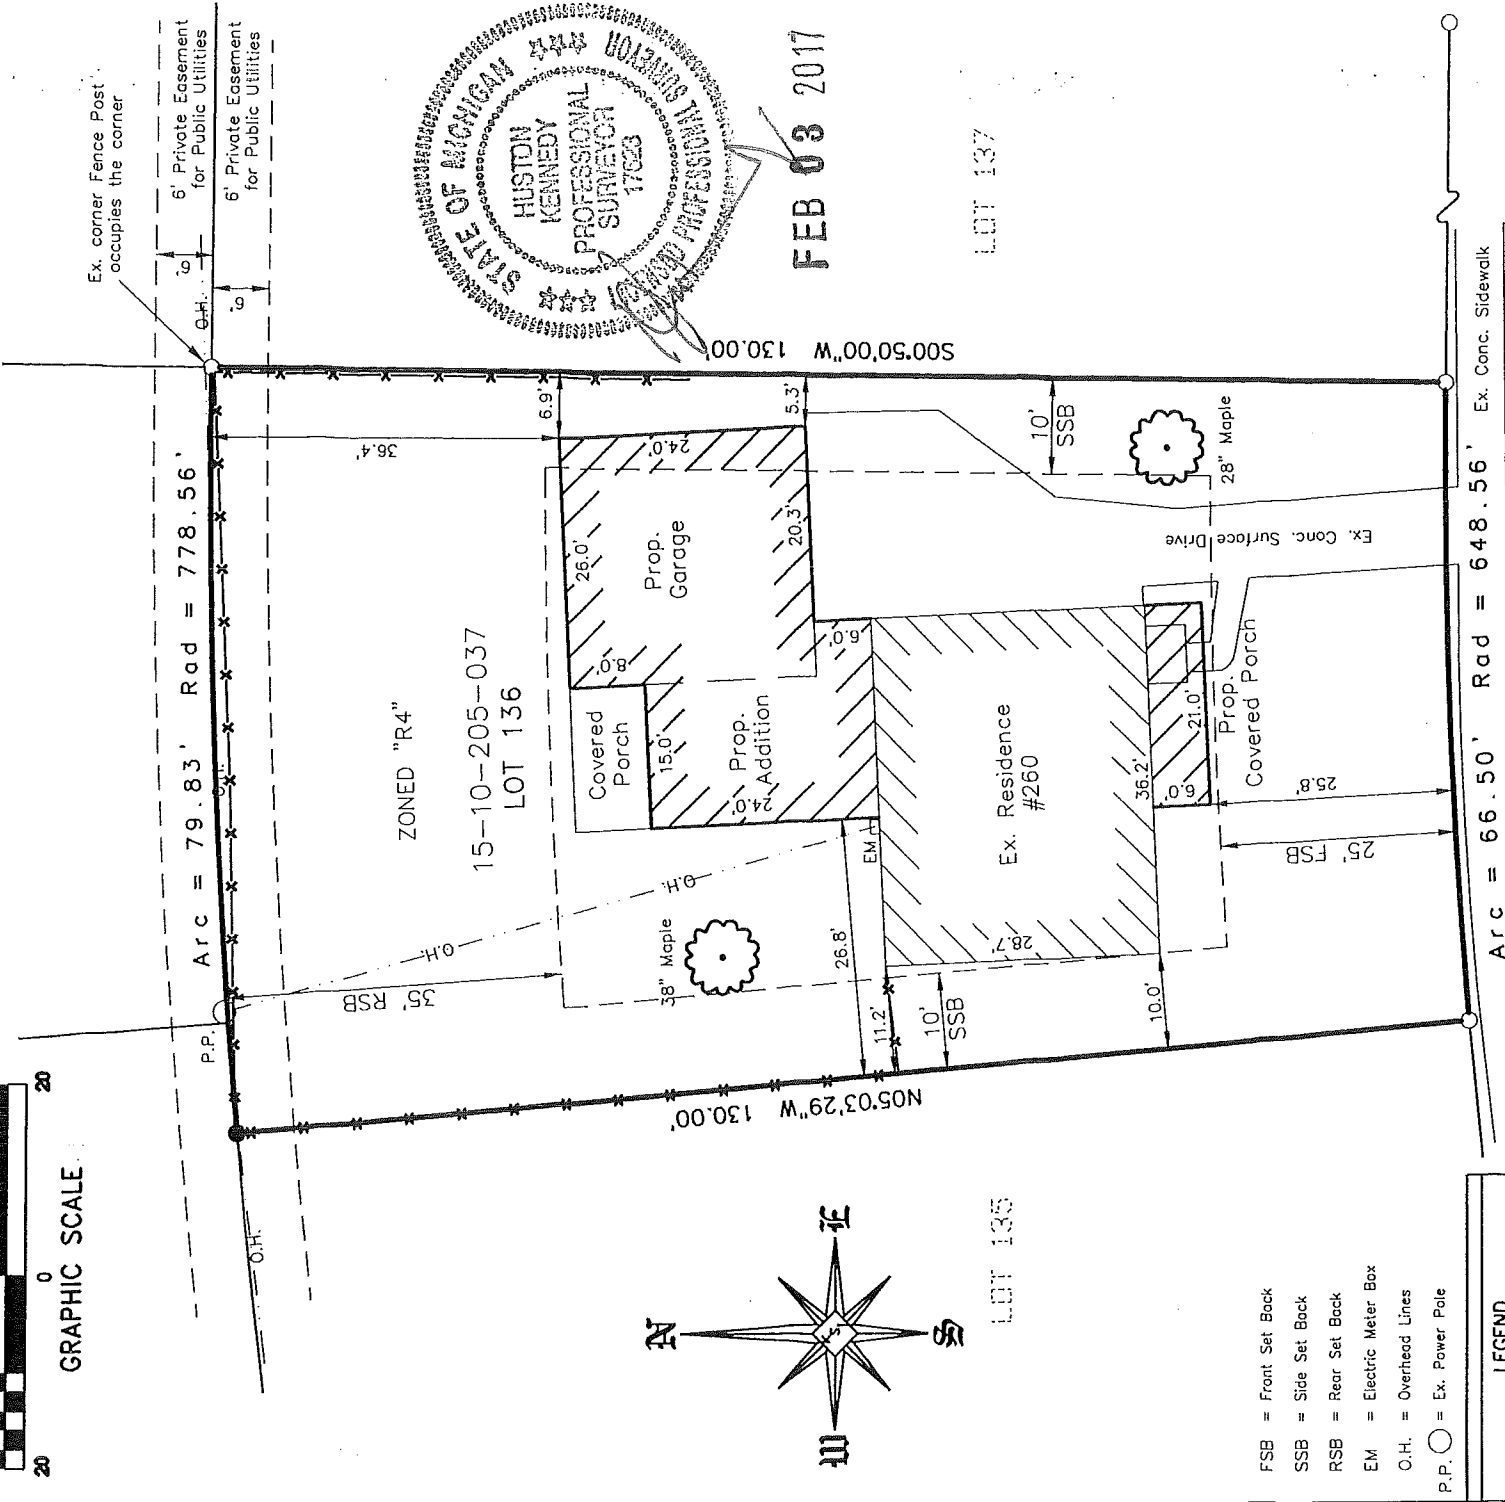 20
0
20
GRAPHIC SCALE
Ex. corner Fence Post
occupies the corner
6' Private Easement
for Public Utilities
6' Private Easement
for Public Utilities
6'
6'
O.H.
O.H.
P.P.
Arc = 79.83' Rad = 778.56'
STATE OF MICHIGAN
HUSTON
KENNEDY
PROFESSIONAL
SURVEYOR
17623
PROFESSIONAL SURVEYOR
FEB 03 2017
LOT 137
S00°50'00"W 130.00'
36.4'
6.9'
5.3'
ZONED "R4"
15-10-205-037
LOT 136
35' RSB
O.H.
O.H.
38" Maple
26.0'
24.0'
Prop.
Garage
20.3'
8.0'
6.0'
Covered
Porch
15.0'
Prop.
Addition
24.0'
EM
26.8'
11.2'
10'
SSB
10'
SSB
28" Maple
Ex. Residence
#260
28.7'
36.2'
10.0'
21.0'
6.0'
Prop.
Covered Porch
Ex. Conc. Surface Drive
25' FSB
25.8'
N05°03'29"W 130.00'
Arc = 66.50' Rad = 648.56'
Ex. Conc. Sidewalk
N
W
E
S
LOT 135
FSB = Front Set Back
SSB = Side Set Back
RSB = Rear Set Back
EM = Electric Meter Box
O.H. = Overhead Lines
P.P. = Ex. Power Pole
LEGEND